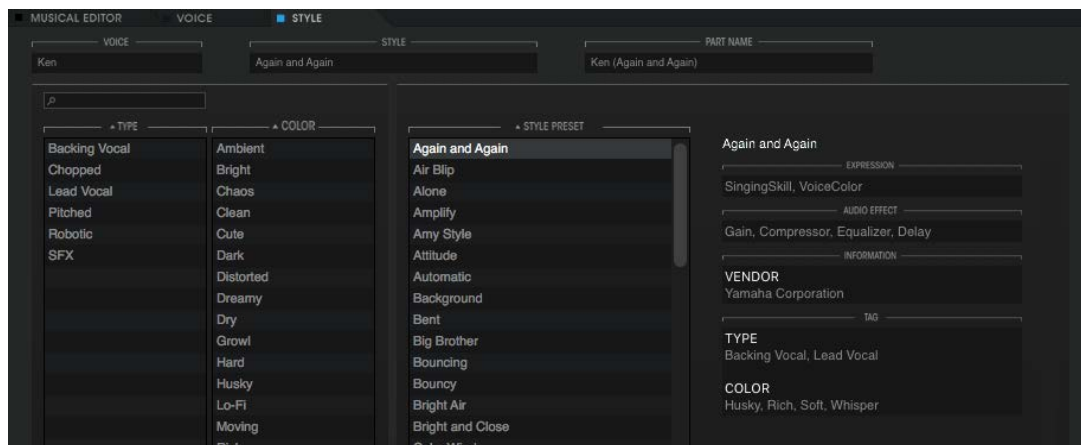 MUSICAL EDITOR VOICE STYLE
VOICE STYLE PART NAME
Ken Again and Again Ken (Again and Again)
TYPE
Backing Vocal
Chopped
Lead Vocal
Pitched
Robotic
SFX
COLOR
Ambient
Bright
Chaos
Clean
Cute
Dark
Distorted
Dreamy
Dry
Growl
Hard
Husky
Lo-Fi
Moving
STYLE PRESET
Again and Again
Air Blip
Alone
Amplify
Amy Style
Attitude
Automatic
Background
Bent
Big Brother
Bouncing
Bouncy
Bright Air
Bright and Close
Again and Again
EXPRESSION
SingingSkill, VoiceColor
AUDIO EFFECT
Gain, Compressor, Equalizer, Delay
INFORMATION
VENDOR
Yamaha Corporation
TAG
TYPE
Backing Vocal, Lead Vocal
COLOR
Husky, Rich, Soft, Whisper